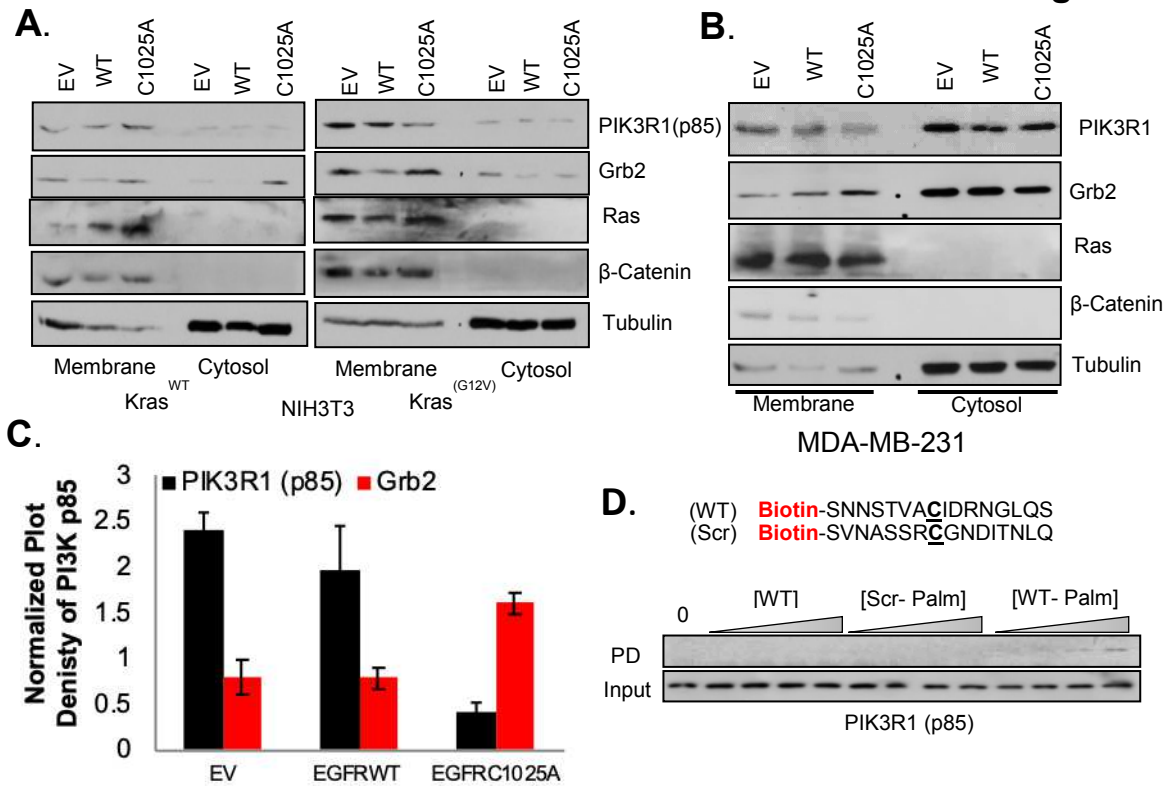 A.
EV WT C1025A EV WT C1025A EV WT C1025A EV WT C1025A
PIK3R1(p85)
Grb2
Ras
β-Catenin
Tubulin
Membrane Cytosol Membrane Cytosol
Kras WT NIH3T3 Kras (G12V)
B.
EV WT C1025A EV WT C1025A
PIK3R1
Grb2
Ras
β-Catenin
Tubulin
Membrane Cytosol
MDA-MB-231
C.
Normalized Plot
Denisty of PI3K p85
3
2.5
2
1.5
1
0.5
0
PIK3R1 (p85) Grb2
EV EGFRWT EGFRC1025A
D.
(WT) Biotin-SNNSTVACIDRNGLQS
(Scr) Biotin-SVNASSRCGNDITNLQ
0 [WT] [Scr- Palm] [WT- Palm]
PD
Input
PIK3R1 (p85)